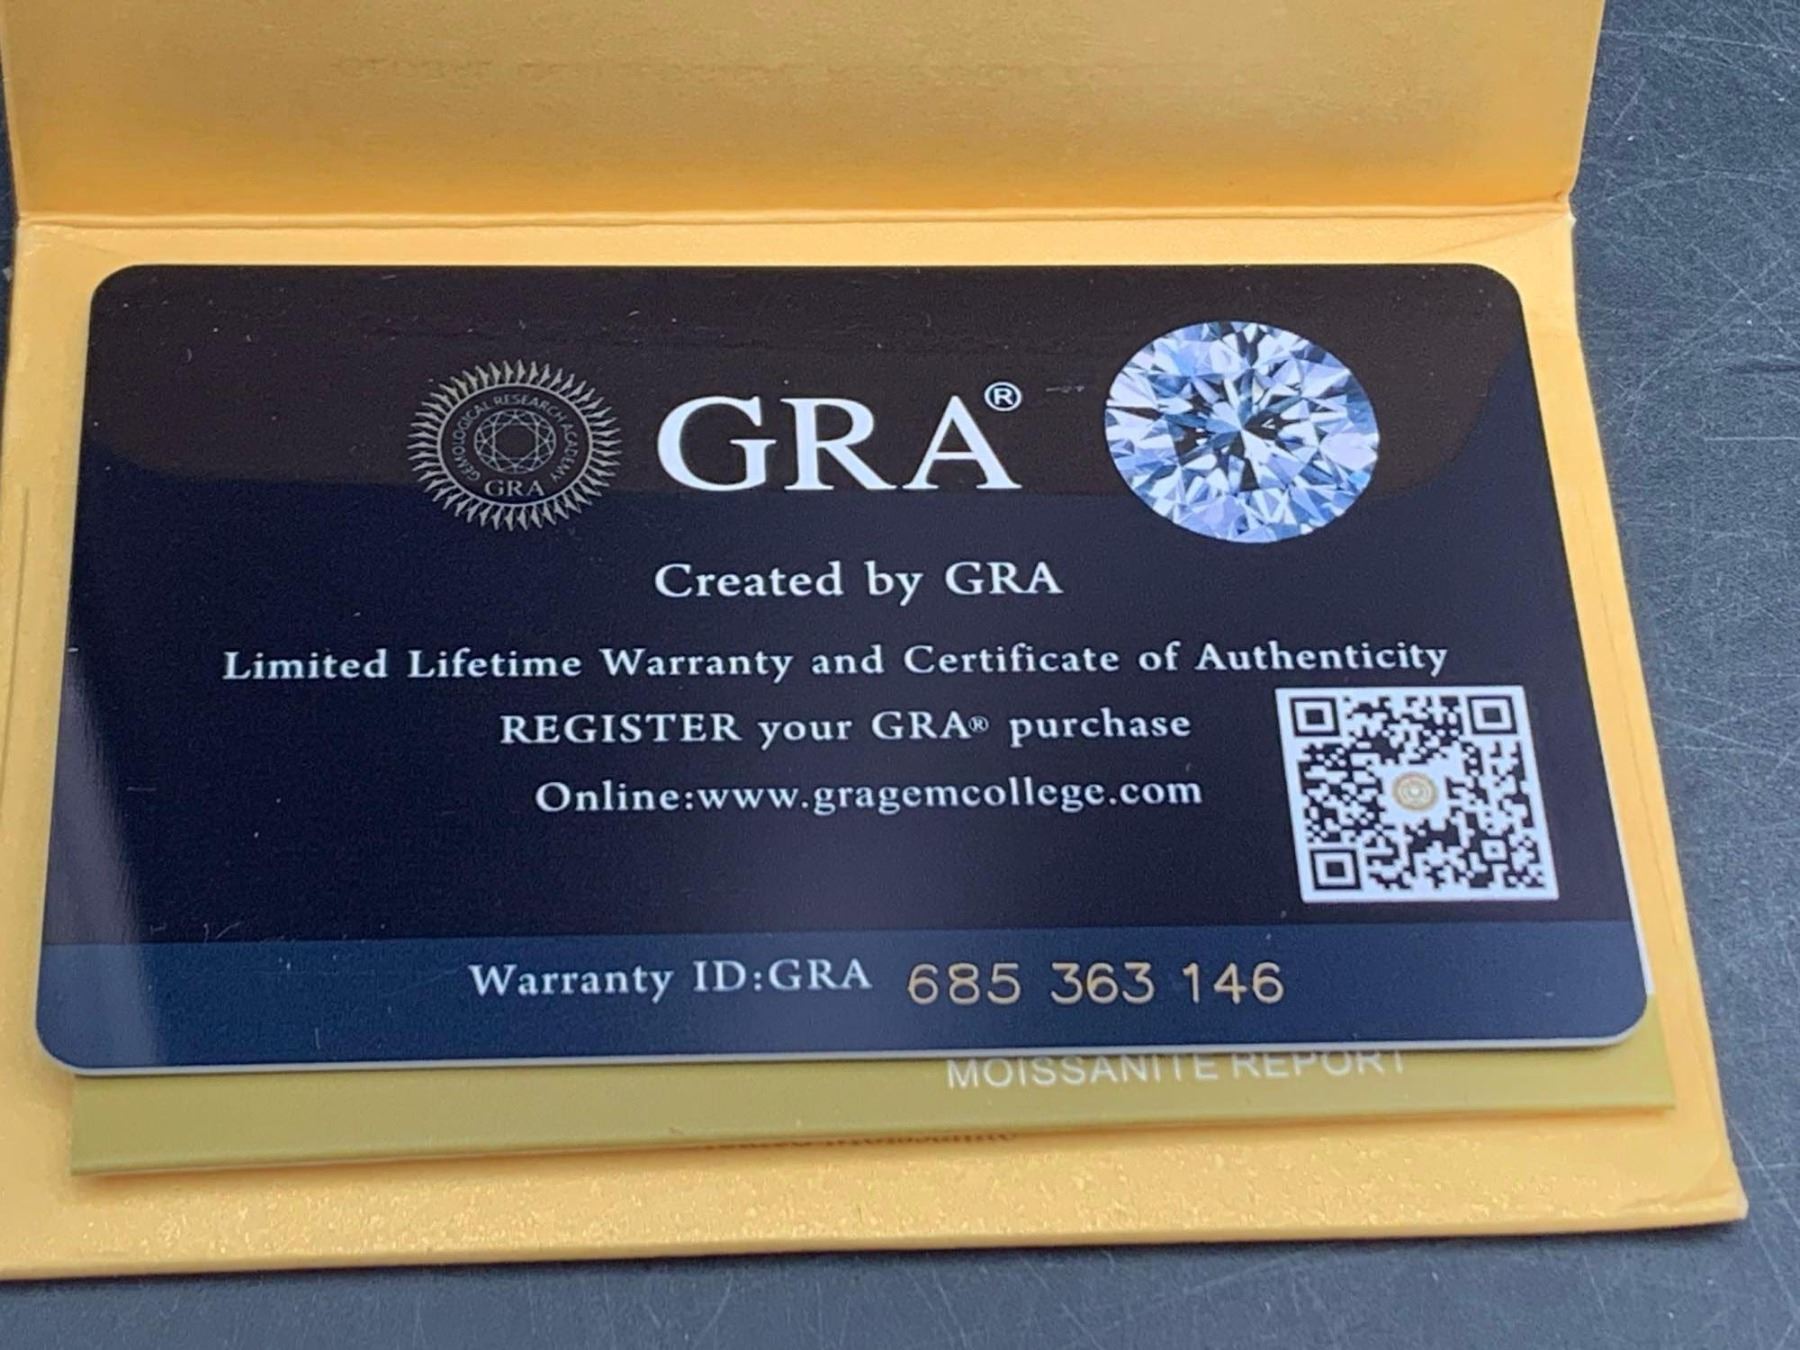 GEMOLOGICAL RESEARCH ACADEMY
GRA
GRA®
Created by GRA
Limited Lifetime Warranty and Certificate of Authenticity
REGISTER your GRA® purchase
Online:www.gragemcollege.com
Warranty ID:GRA 685 363 146
MOISSANITE REPORT